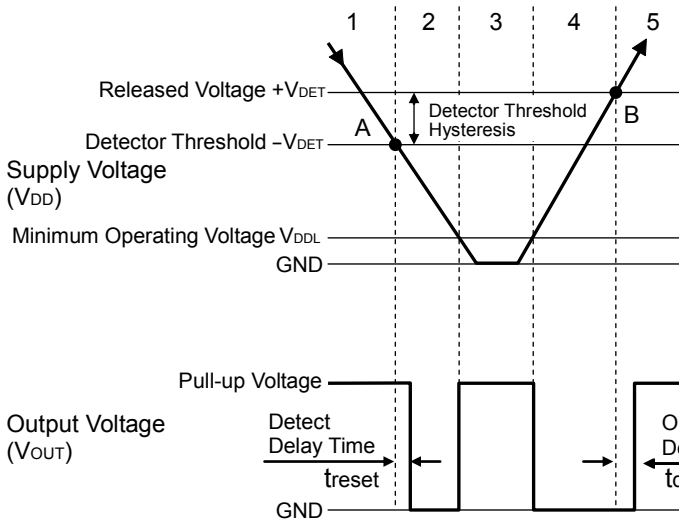 1 2 3 4 5
Released Voltage +VDET
Detector Threshold
Hysteresis
A
B
Detector Threshold –VDET
Supply Voltage
(VDD)
Minimum Operating Voltage VDDL
GND
Pull-up Voltage
Output Voltage
(VOUT)
Detect
Delay Time
treset
GND